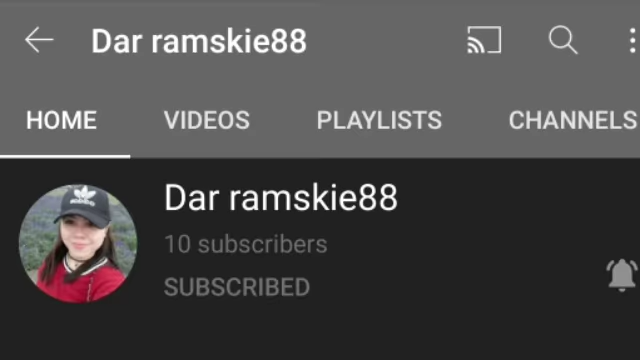 Dar ramskie88
HOME VIDEOS PLAYLISTS CHANNELS
Dar ramskie88
10 subscribers
SUBSCRIBED